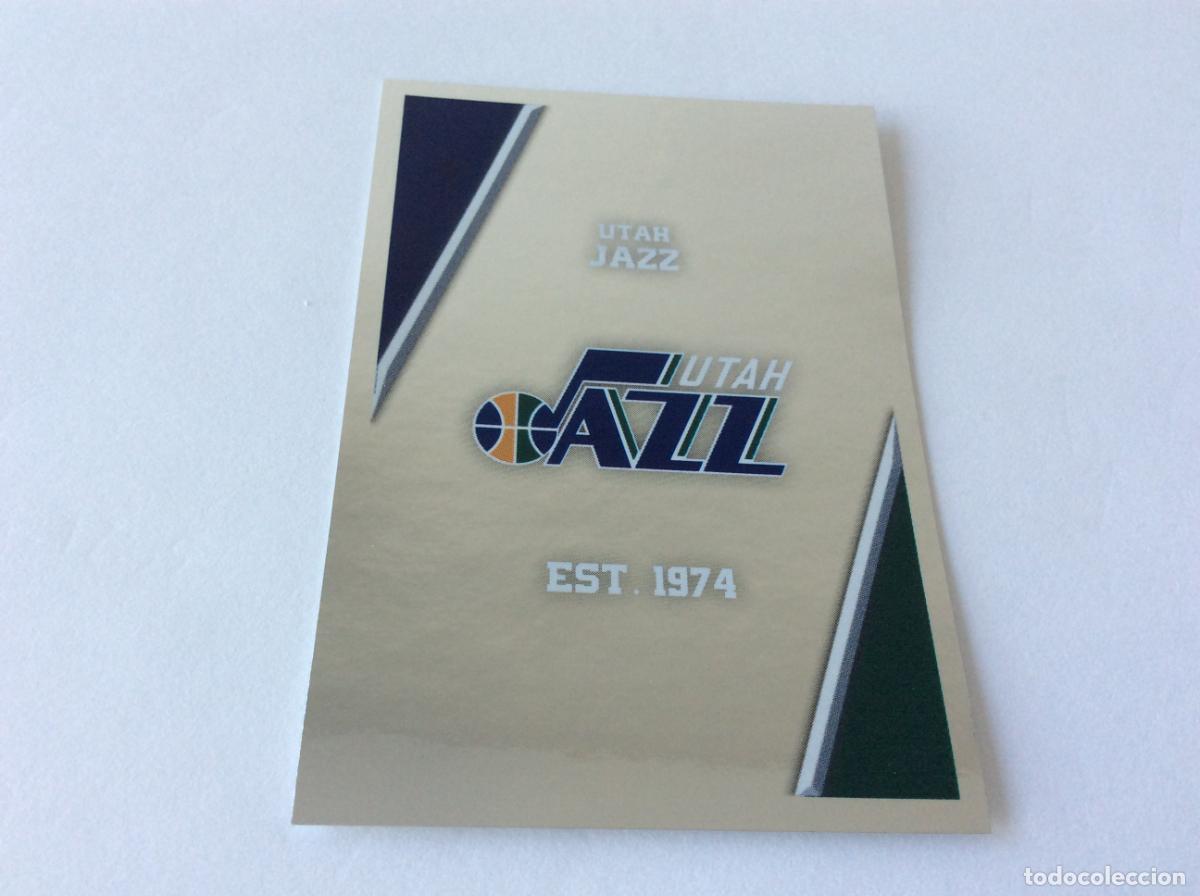 UTAH
JAZZ
UTAH
JAZZ
EST. 1974
todocoleccion